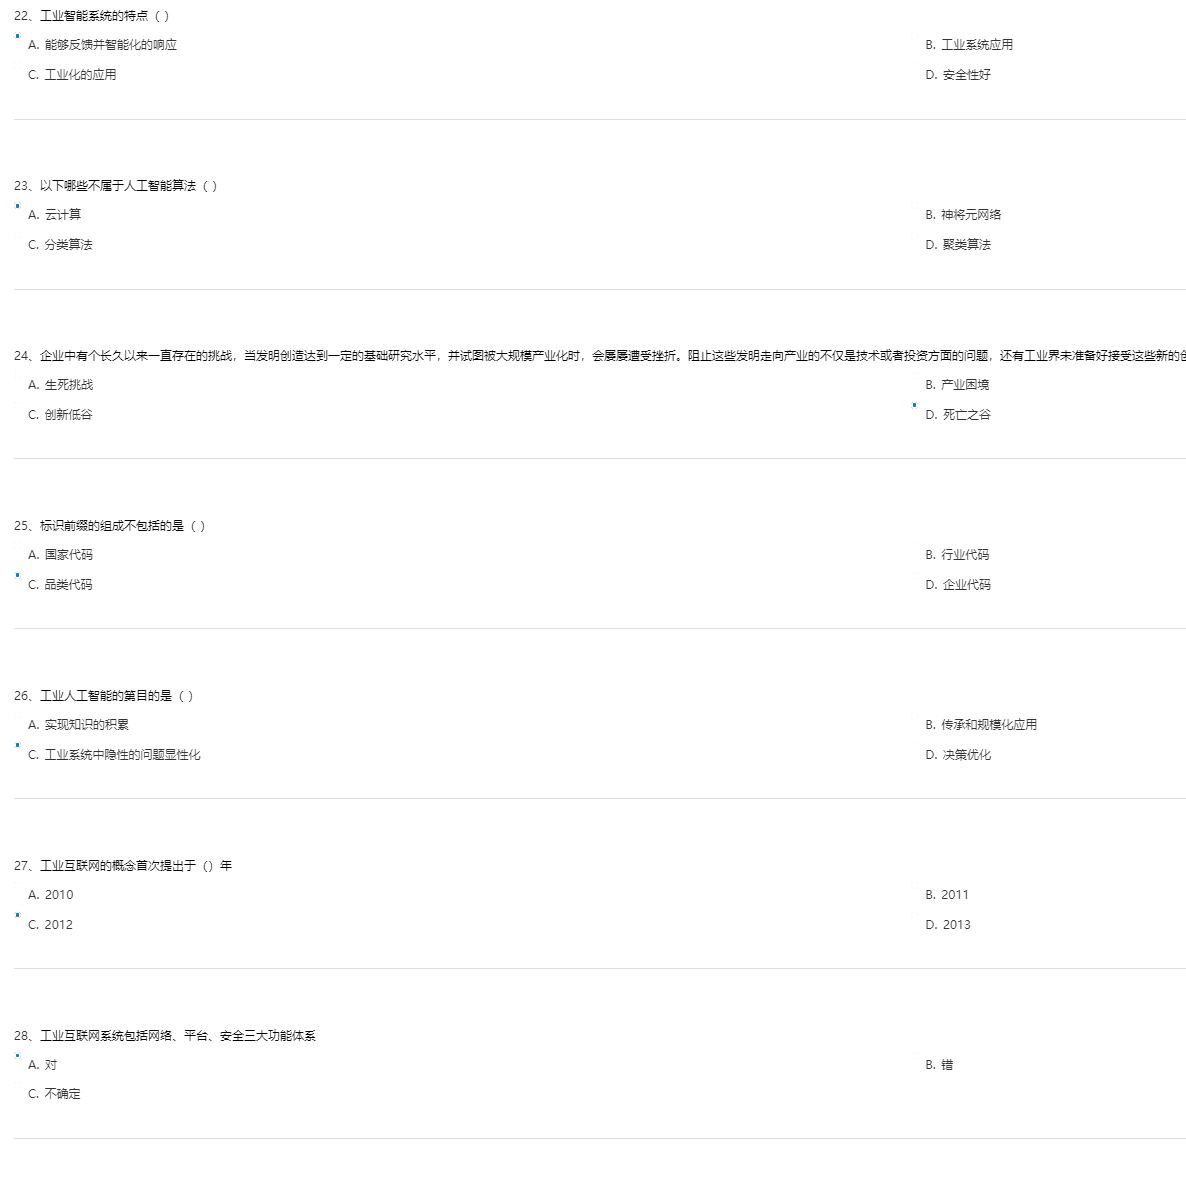 22、工业智能系统的特点（ ）
A. 能够反馈并智能化的响应
B. 工业系统应用
C. 工业化的应用
D. 安全性好
23、以下哪些不属于人工智能算法（ ）
A. 云计算
B. 神将元网络
C. 分类算法
D. 聚类算法
24、企业中有个长久以来一直存在的挑战，当发明创造达到一定的基础研究水平，并试图被大规模产业化时，会屡屡遭受挫折。阻止这些发明走向产业的不仅是技术或者投资方面的问题，还有工业界未准备好接受这些新的
A. 生死挑战
B. 产业困境
C. 创新低谷
D. 死亡之谷
25、标识前缀的组成不包括的是（ ）
A. 国家代码
B. 行业代码
C. 品类代码
D. 企业代码
26、工业人工智能的第目的是（ ）
A. 实现知识的积累
B. 传承和规模化应用
C. 工业系统中隐性的问题显性化
D. 决策优化
27、工业互联网的概念首次提出于（）年
A. 2010
B. 2011
C. 2012
D. 2013
28、工业互联网系统包括网络、平台、安全三大功能体系
A. 对
B. 错
C. 不确定